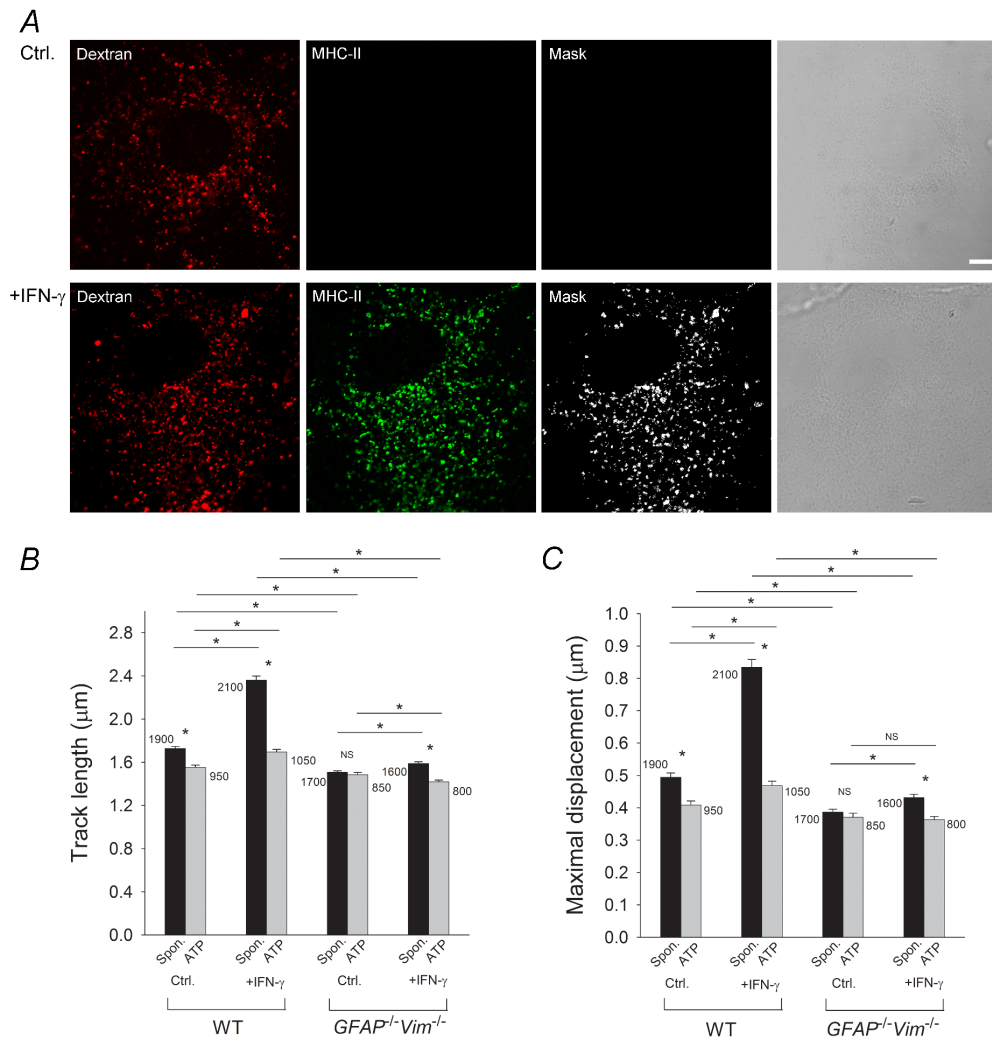 A
Ctrl.
Dextran
MHC-II
Mask
+IFN-γ
Dextran
MHC-II
Mask
B
Track length (μm)
2.8
2.4
2.0
1.6
1.2
0.8
0.4
0.0
*
*
*
*
*
*
1900
*
950
2100
*
1050
*
*
1700
NS
850
1600
*
800
Spon.
ATP
Spon.
ATP
Spon.
ATP
Spon.
ATP
Ctrl.
+IFN-γ
Ctrl.
+IFN-γ
WT
GFAP-/-Vim-/-
C
Maximal displacement (μm)
1.0
0.9
0.8
0.7
0.6
0.5
0.4
0.3
0.2
0.1
0.0
*
*
*
*
*
*
1900
*
950
2100
*
1050
NS
*
1700
NS
850
1600
*
800
Spon.
ATP
Spon.
ATP
Spon.
ATP
Spon.
ATP
Ctrl.
+IFN-γ
Ctrl.
+IFN-γ
WT
GFAP-/-Vim-/-